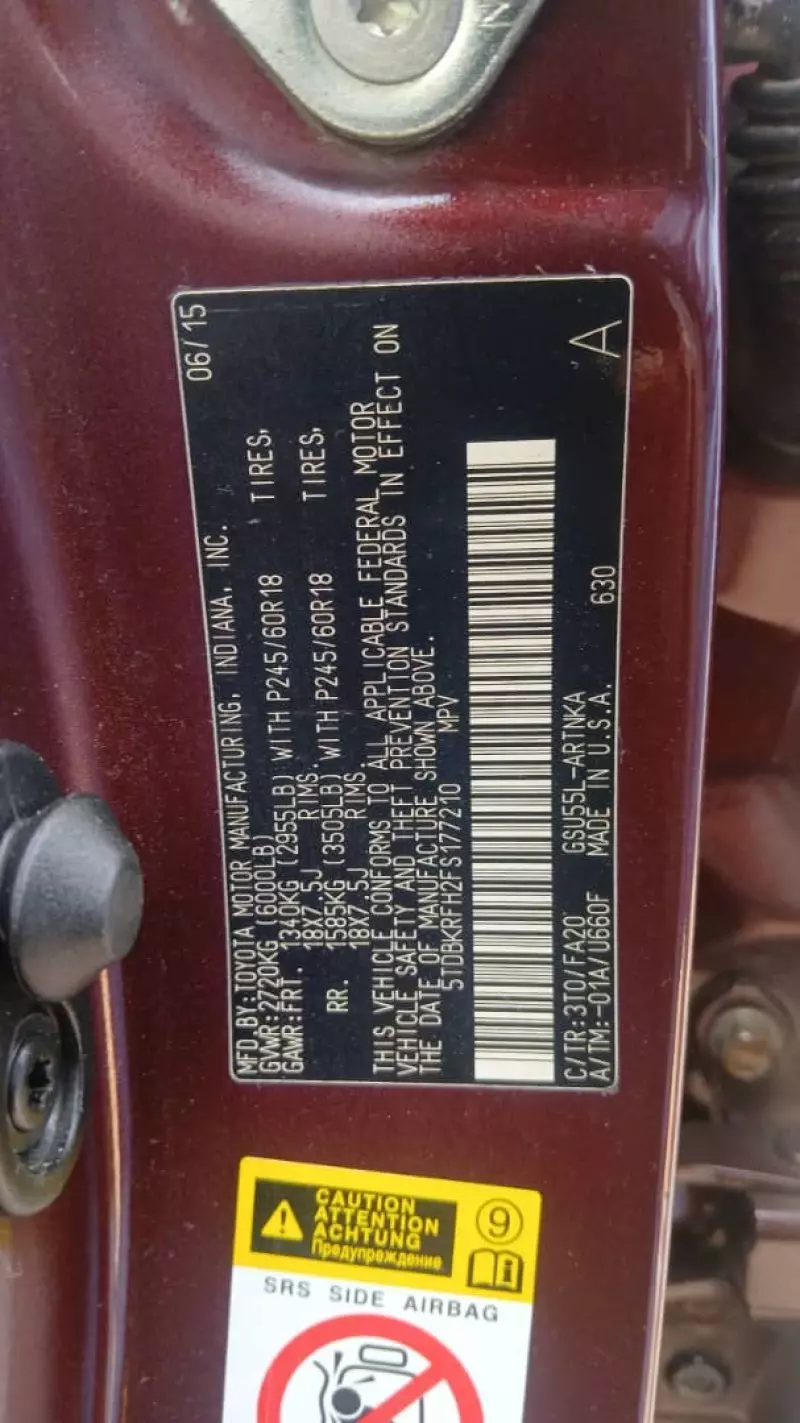 06/15
MFD.BY:TOYOTA MOTOR MANUFACTURING, INDIANA, INC.
GVWR:2720KG (6000LB)
GAWR:FRT. 1340KG (2955LB) WITH P245/60R18 TIRES,
18X7.5J RIMS.
RR. 1585KG (3505LB) WITH P245/60R18 TIRES,
18X7.5J RIMS.
THIS VEHICLE CONFORMS TO ALL APPLICABLE FEDERAL MOTOR
VEHICLE SAFETY AND THEFT PREVENTION STANDARDS IN EFFECT ON
THE DATE OF MANUFACTURE SHOWN ABOVE.
5TDBKRFH2FS177210 MPV
C/TR:3T0/FA20 GSU55L-ARTNKA
A/TM:-01A/U660F MADE IN U.S.A. 630
A
CAUTION
ATTENTION
ACHTUNG
Предупреждение
9
SRS SIDE AIRBAG